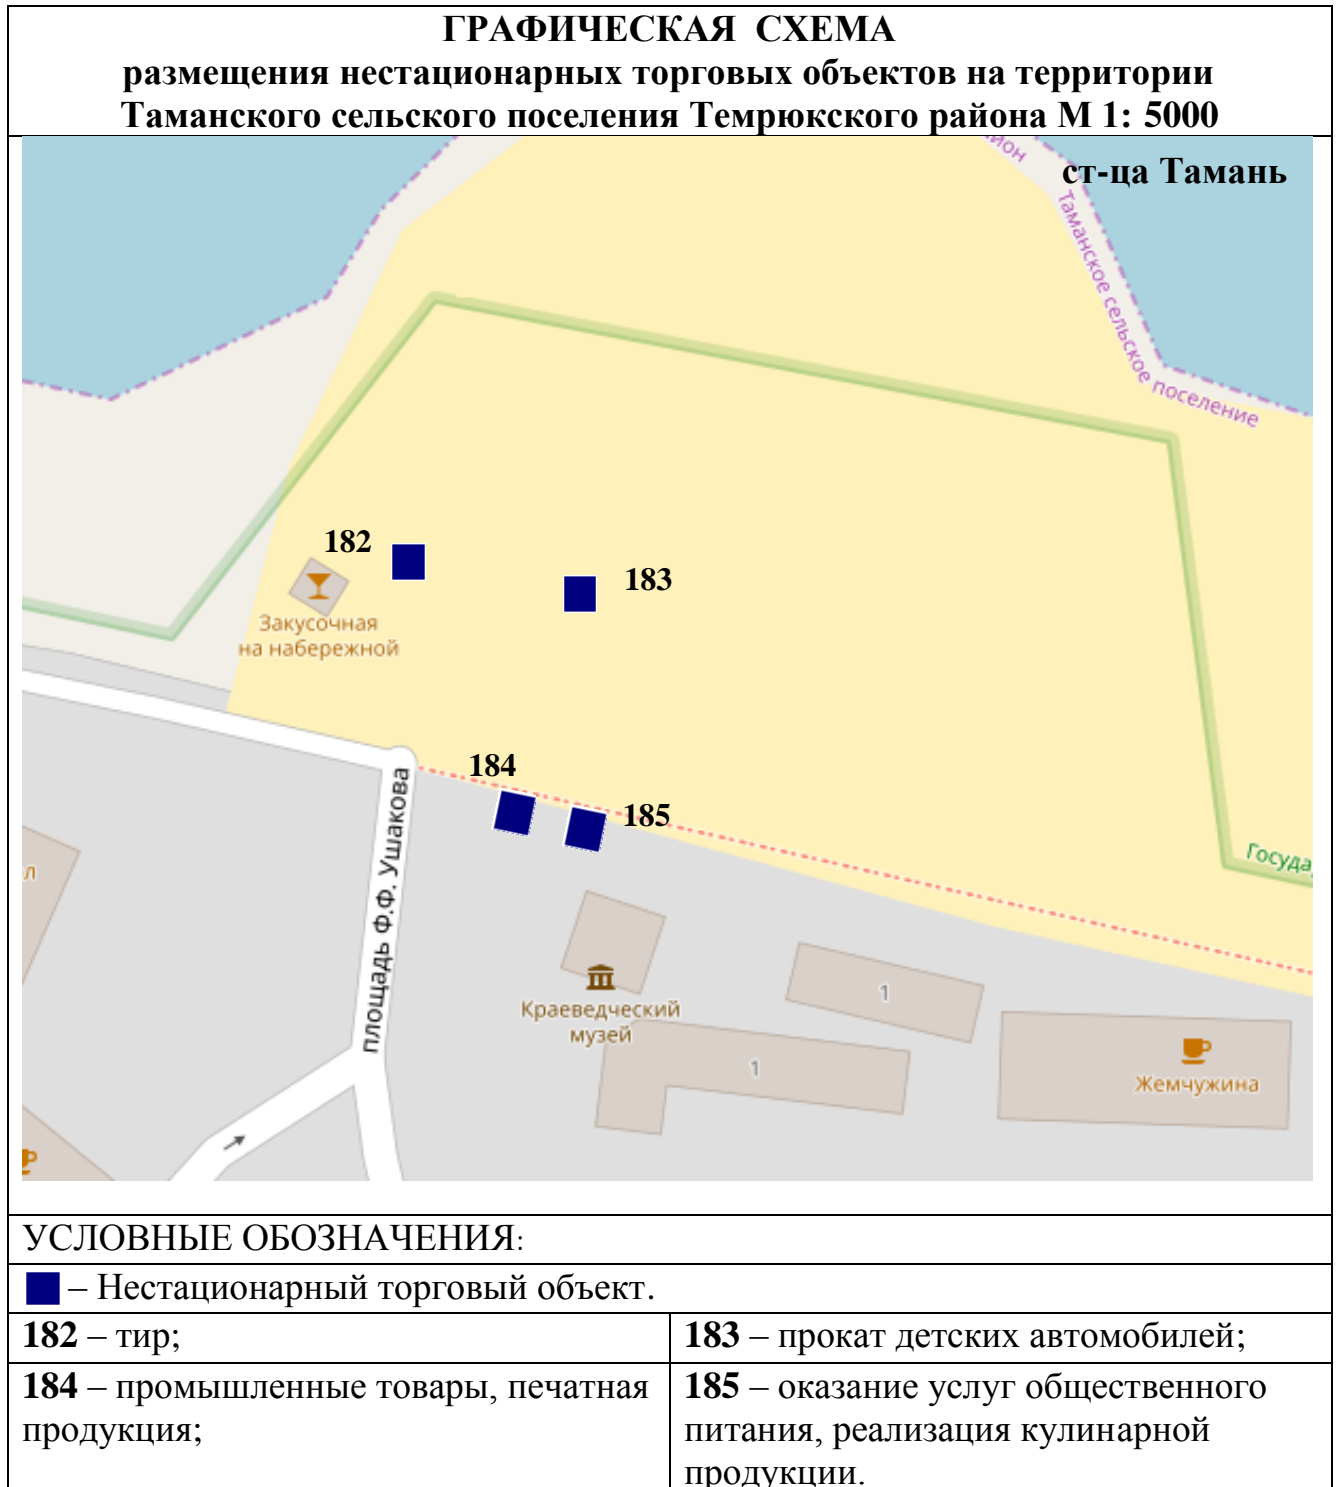 ГРАФИЧЕСКАЯ СХЕМА
размещения нестационарных торговых объектов на территории
Таманского сельского поселения Темрюкского района М 1: 5000
ст-ца Тамань
Таманское сельское поселение
182
183
Закусочная
на набережной
184
185
площадь Ф.Ф. Ушакова
Краеведческий
музей
1
1
Жемчужина
УСЛОВНЫЕ ОБОЗНАЧЕНИЯ:
– Нестационарный торговый объект.
182 – тир;
183 – прокат детских автомобилей;
184 – промышленные товары, печатная
продукция;
185 – оказание услуг общественного
питания, реализация кулинарной
продукции.